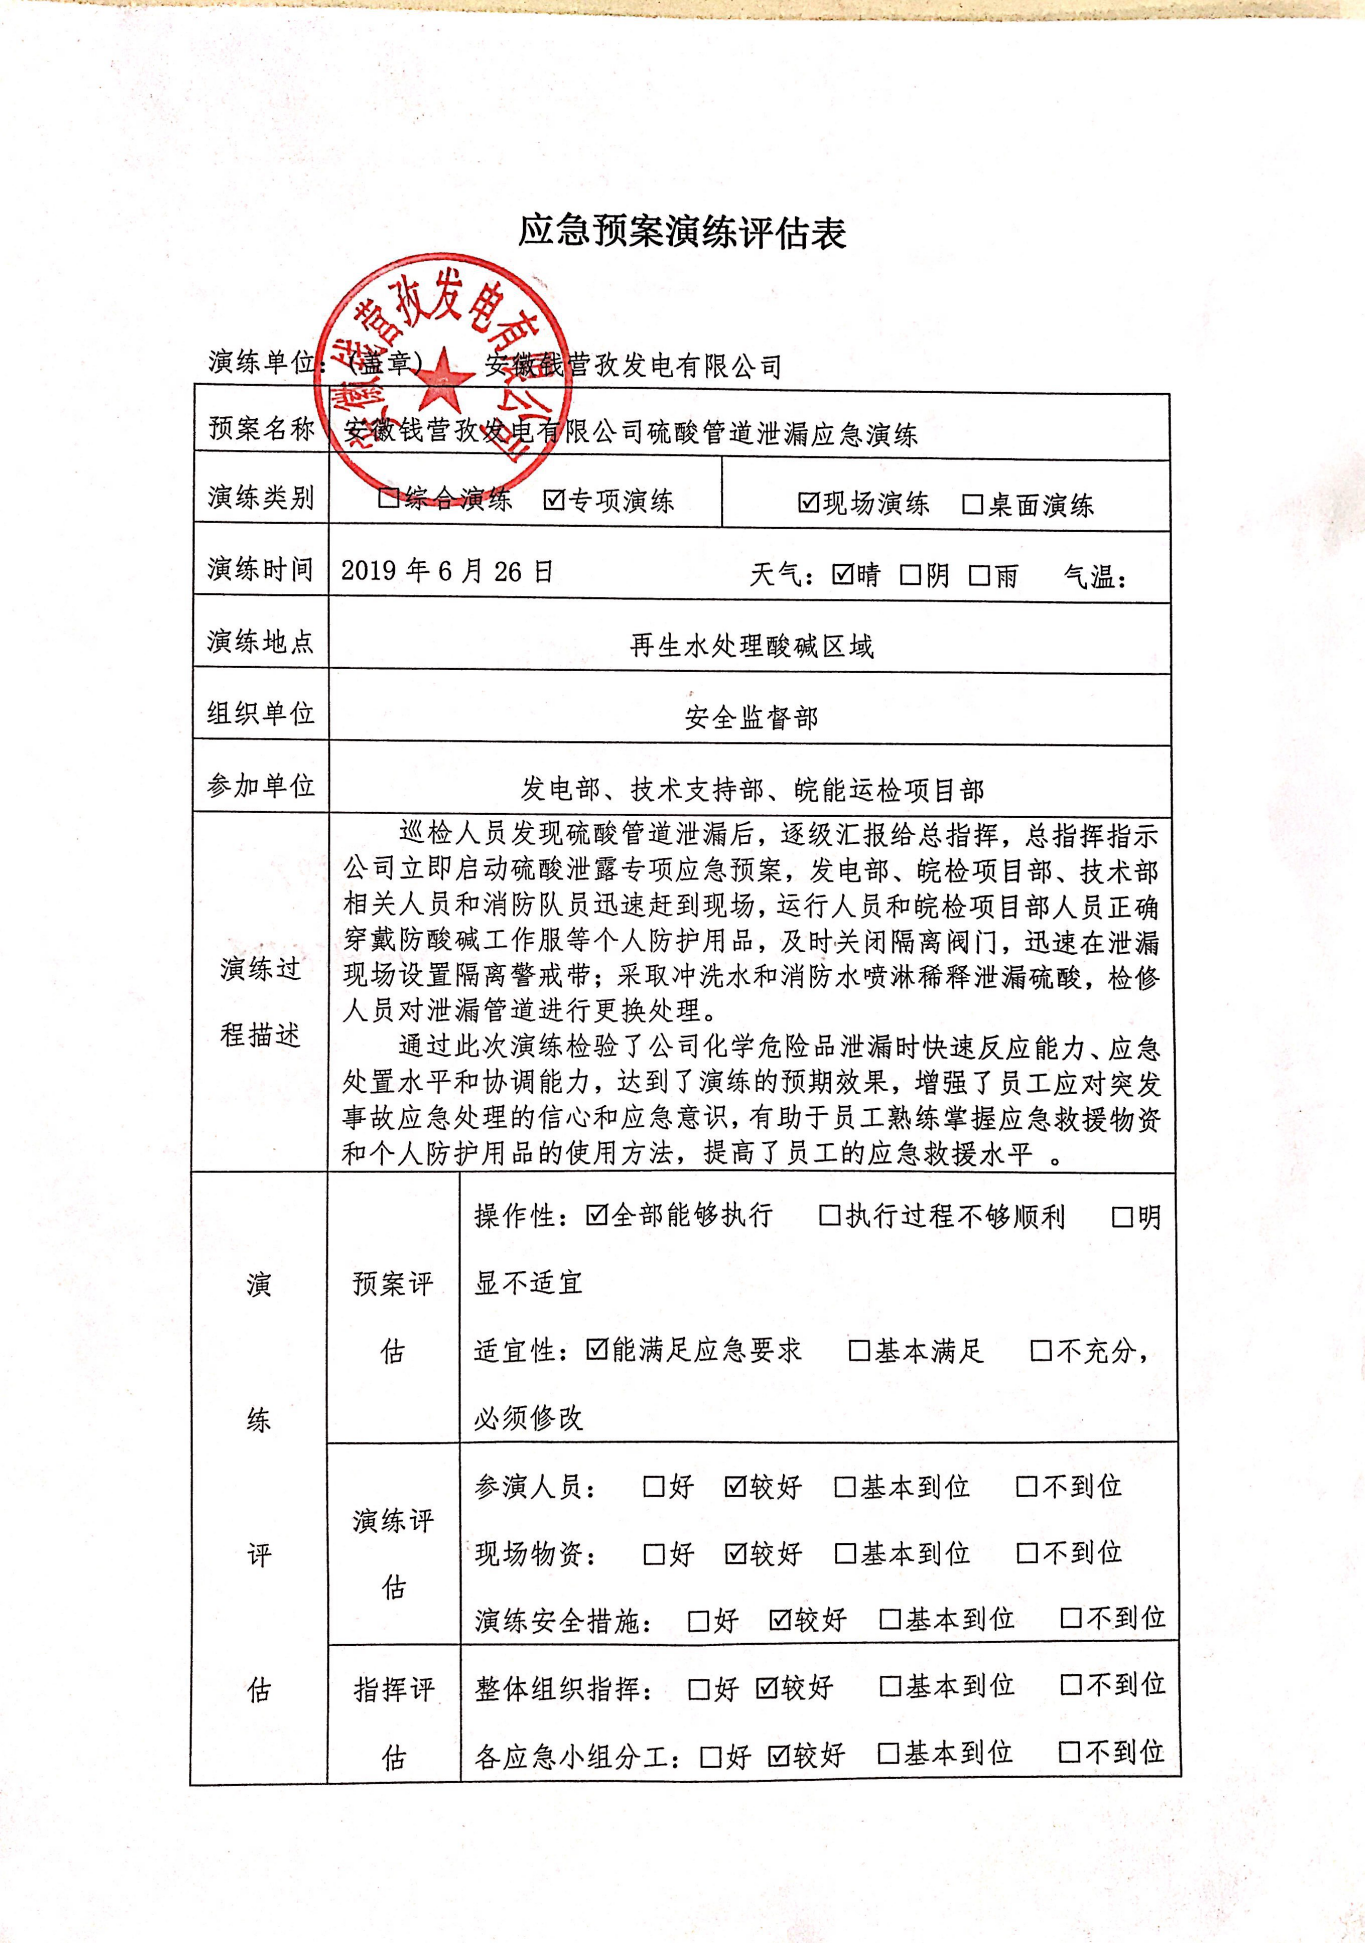 应急预案演练评估表
安徽钱营孜发电有限公司
演练单位：（盖章） 安徽钱营孜发电有限公司
预案名称 安徽钱营孜发电有限公司硫酸管道泄漏应急演练
演练类别 □综合演练 ☑专项演练 ☑现场演练 □桌面演练
演练时间 2019 年 6 月 26 日 天气：☑晴 □阴 □雨 气温：
演练地点 再生水处理酸碱区域
组织单位 安全监督部
参加单位 发电部、技术支持部、皖能运检项目部
演练过
程描述
巡检人员发现硫酸管道泄漏后，逐级汇报给总指挥，总指挥指示
公司立即启动硫酸泄露专项应急预案，发电部、皖检项目部、技术部
相关人员和消防队员迅速赶到现场，运行人员和皖检项目部人员正确
穿戴防酸碱工作服等个人防护用品，及时关闭隔离阀门，迅速在泄漏
现场设置隔离警戒带；采取冲洗水和消防水喷淋稀释泄漏硫酸，检修
人员对泄漏管道进行更换处理。
通过此次演练检验了公司化学危险品泄漏时快速反应能力、应急
处置水平和协调能力，达到了演练的预期效果，增强了员工应对突发
事故应急处理的信心和应急意识，有助于员工熟练掌握应急救援物资
和个人防护用品的使用方法，提高了员工的应急救援水平 。
演
练
评
估
预案评
估
操作性：☑全部能够执行 □执行过程不够顺利 □明
显不适宜
适宜性：☑能满足应急要求 □基本满足 □不充分，
必须修改
演练评
估
参演人员： □好 ☑较好 □基本到位 □不到位
现场物资： □好 ☑较好 □基本到位 □不到位
演练安全措施： □好 ☑较好 □基本到位 □不到位
指挥评
估
整体组织指挥： □好 ☑较好 □基本到位 □不到位
各应急小组分工：□好 ☑较好 □基本到位 □不到位